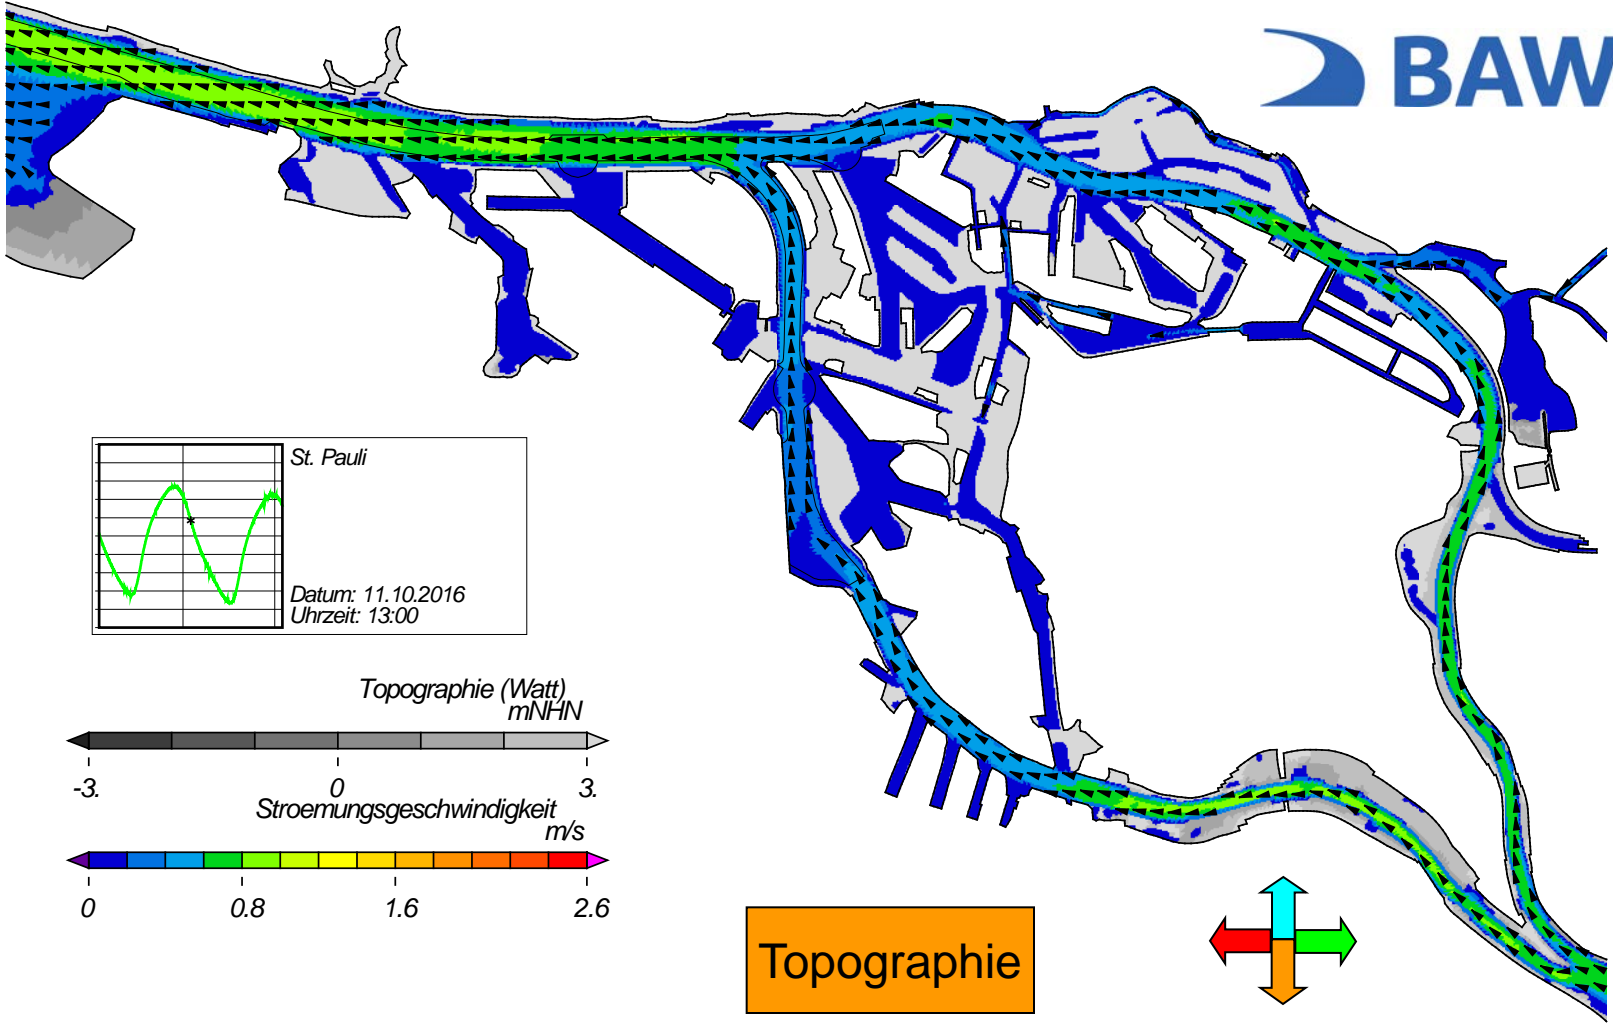 BAW
St. Pauli
Datum: 11.10.2016
Uhrzeit: 13:00
Topographie (Watt)
mNHN
-3. 0 3.
Stroemungsgeschwindigkeit
m/s
0 0.8 1.6 2.6
Topographie